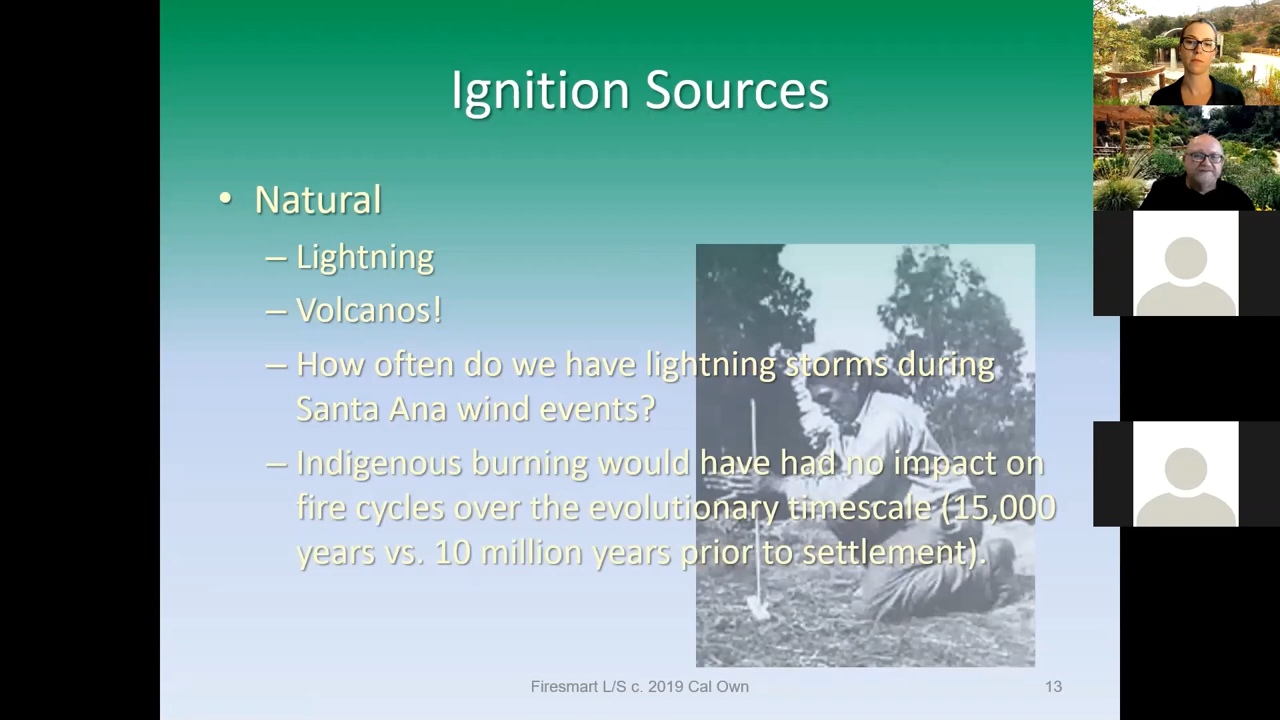 Ignition Sources
• Natural
– Lightning
– Volcanos!
– How often do we have lightning storms during
Santa Ana wind events?
– Indigenous burning would have had no impact on
fire cycles over the evolutionary timescale (15,000
years vs. 10 million years prior to settlement).
Firesmart L/S c. 2019 Cal Own
13